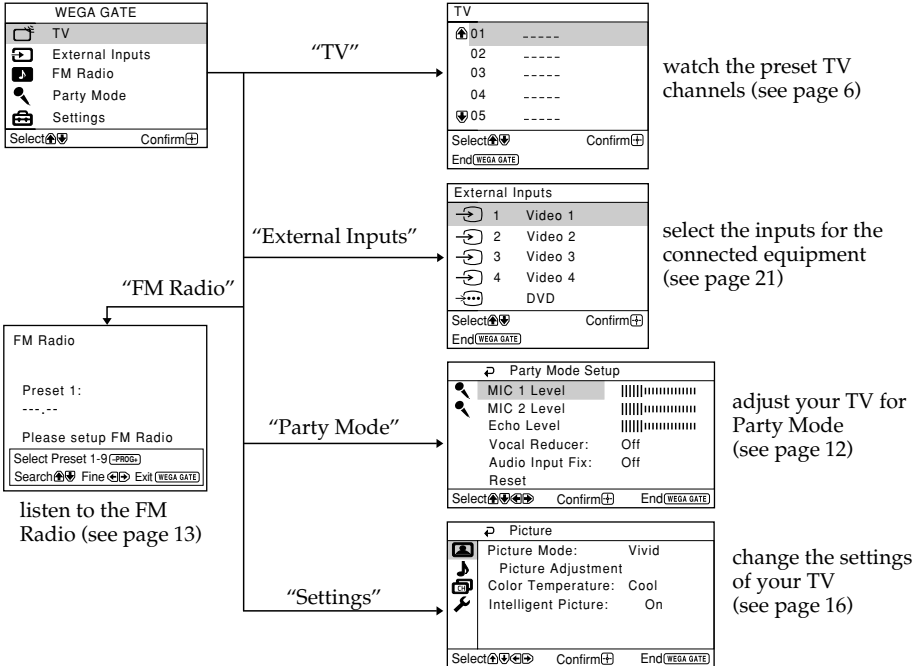 WEGA GATE
TV
External Inputs
FM Radio
Party Mode
Settings
Select Confirm
"TV"
TV
01 -----
02 -----
03 -----
04 -----
05 -----
Select Confirm
End WEGA GATE
watch the preset TV
channels (see page 6)
"External Inputs"
External Inputs
1 Video 1
2 Video 2
3 Video 3
4 Video 4
DVD
Select Confirm
End WEGA GATE
select the inputs for the
connected equipment
(see page 21)
"FM Radio"
FM Radio
Preset 1:
---.--
Please setup FM Radio
Select Preset 1-9 -PROG+
Search Fine Exit WEGA GATE
listen to the FM
Radio (see page 13)
"Party Mode"
Party Mode Setup
MIC 1 Level
MIC 2 Level
Echo Level
Vocal Reducer: Off
Audio Input Fix: Off
Reset
Select Confirm End WEGA GATE
adjust your TV for
Party Mode
(see page 12)
"Settings"
Picture
CH
Picture Mode: Vivid
Picture Adjustment
Color Temperature: Cool
Intelligent Picture: On
Select Confirm End WEGA GATE
change the settings
of your TV
(see page 16)